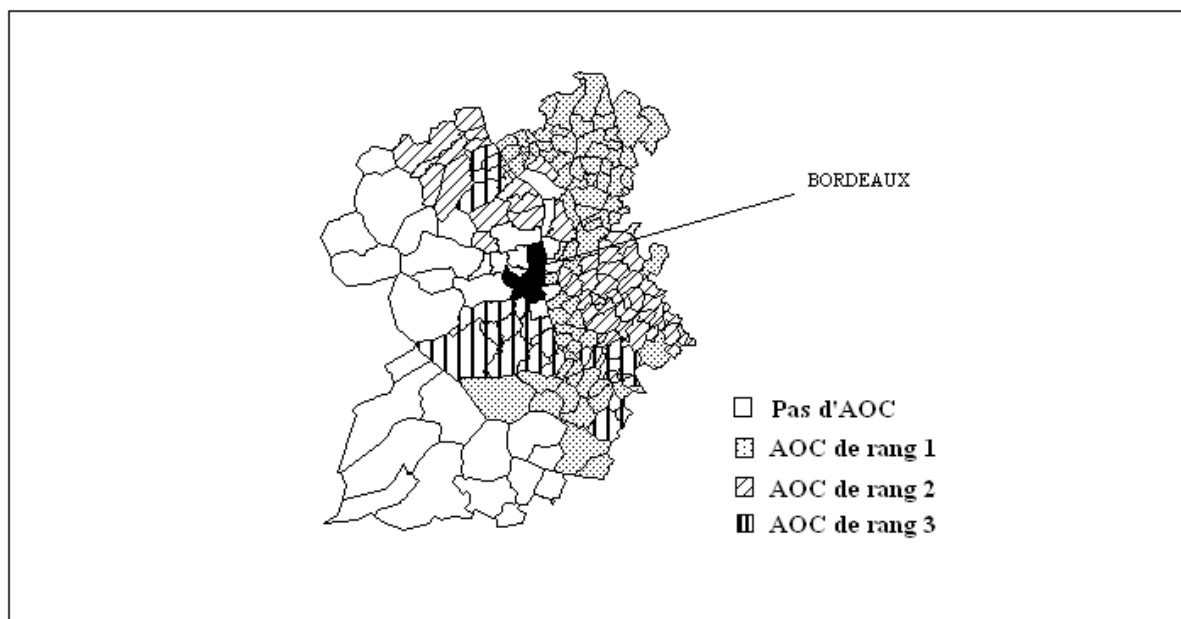 BORDEAUX
Pas d'AOC
AOC de rang 1
AOC de rang 2
AOC de rang 3